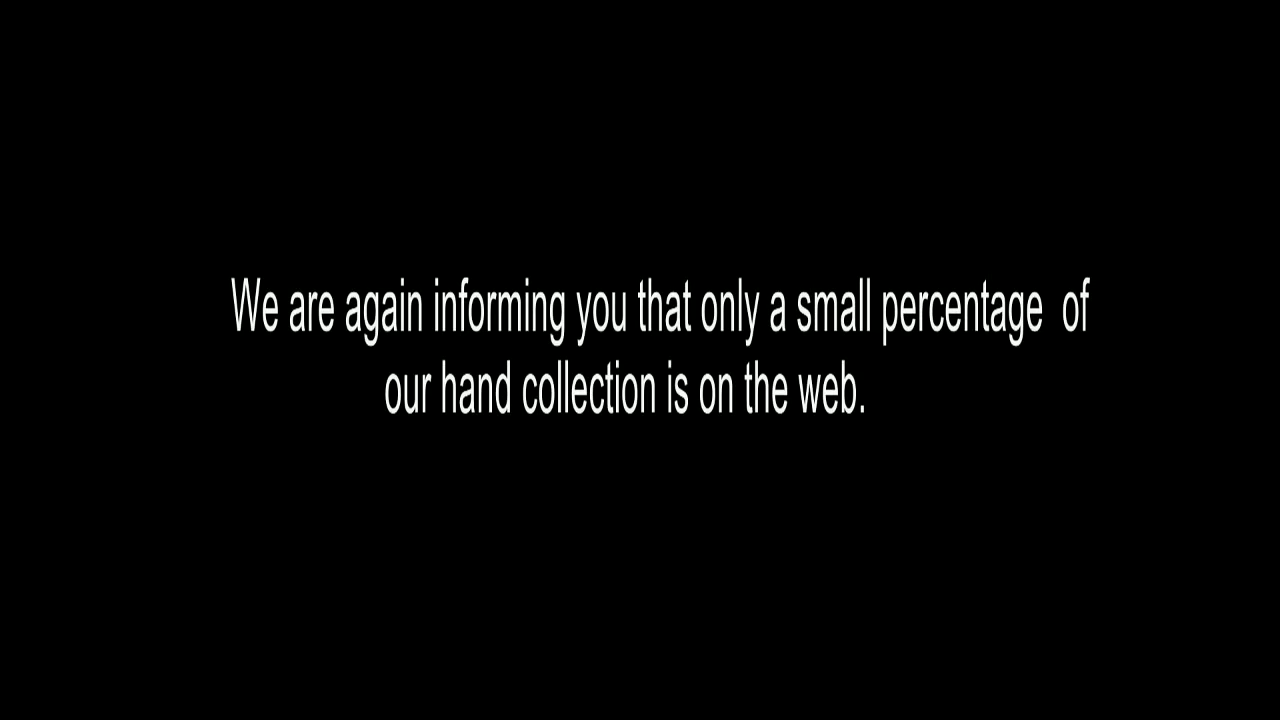 We are again informing you that only a small percentage  of
our hand collection is on the web.